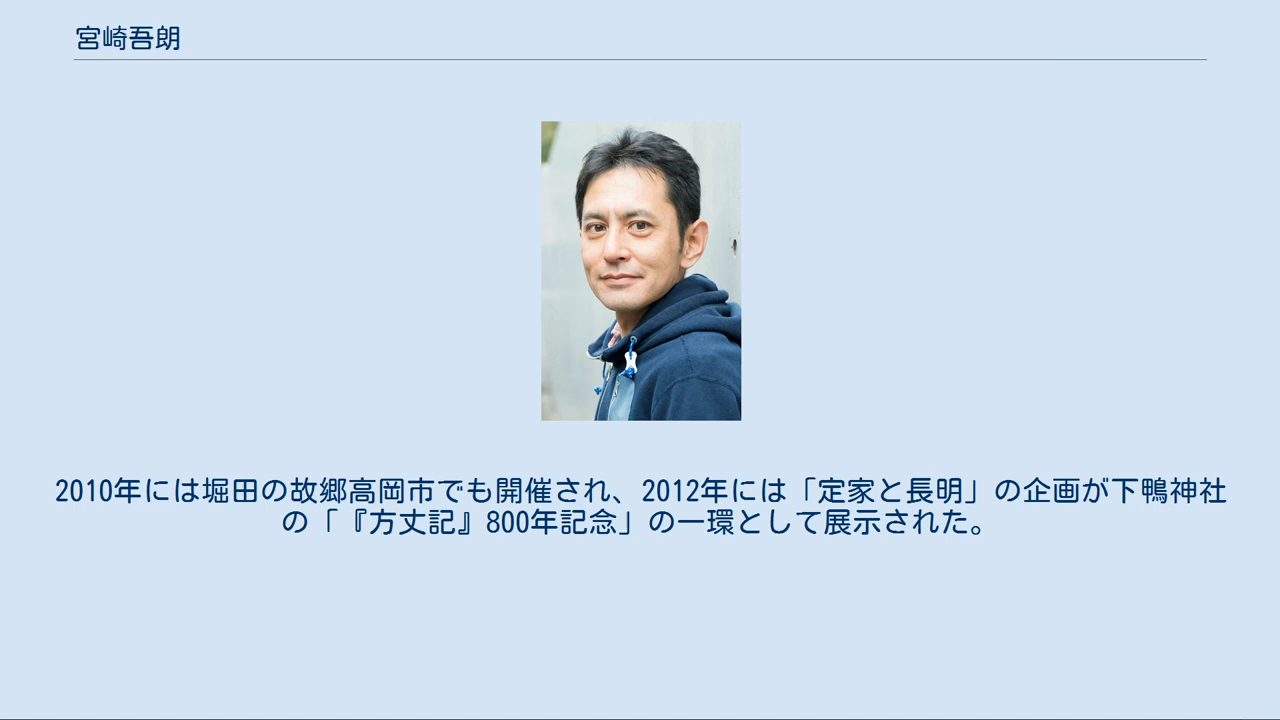 宮崎吾朗
2010年には堀田の故郷高岡市でも開催され、2012年には「定家と長明」の企画が下鴨神社
の「『方丈記』800年記念」の一環として展示された。